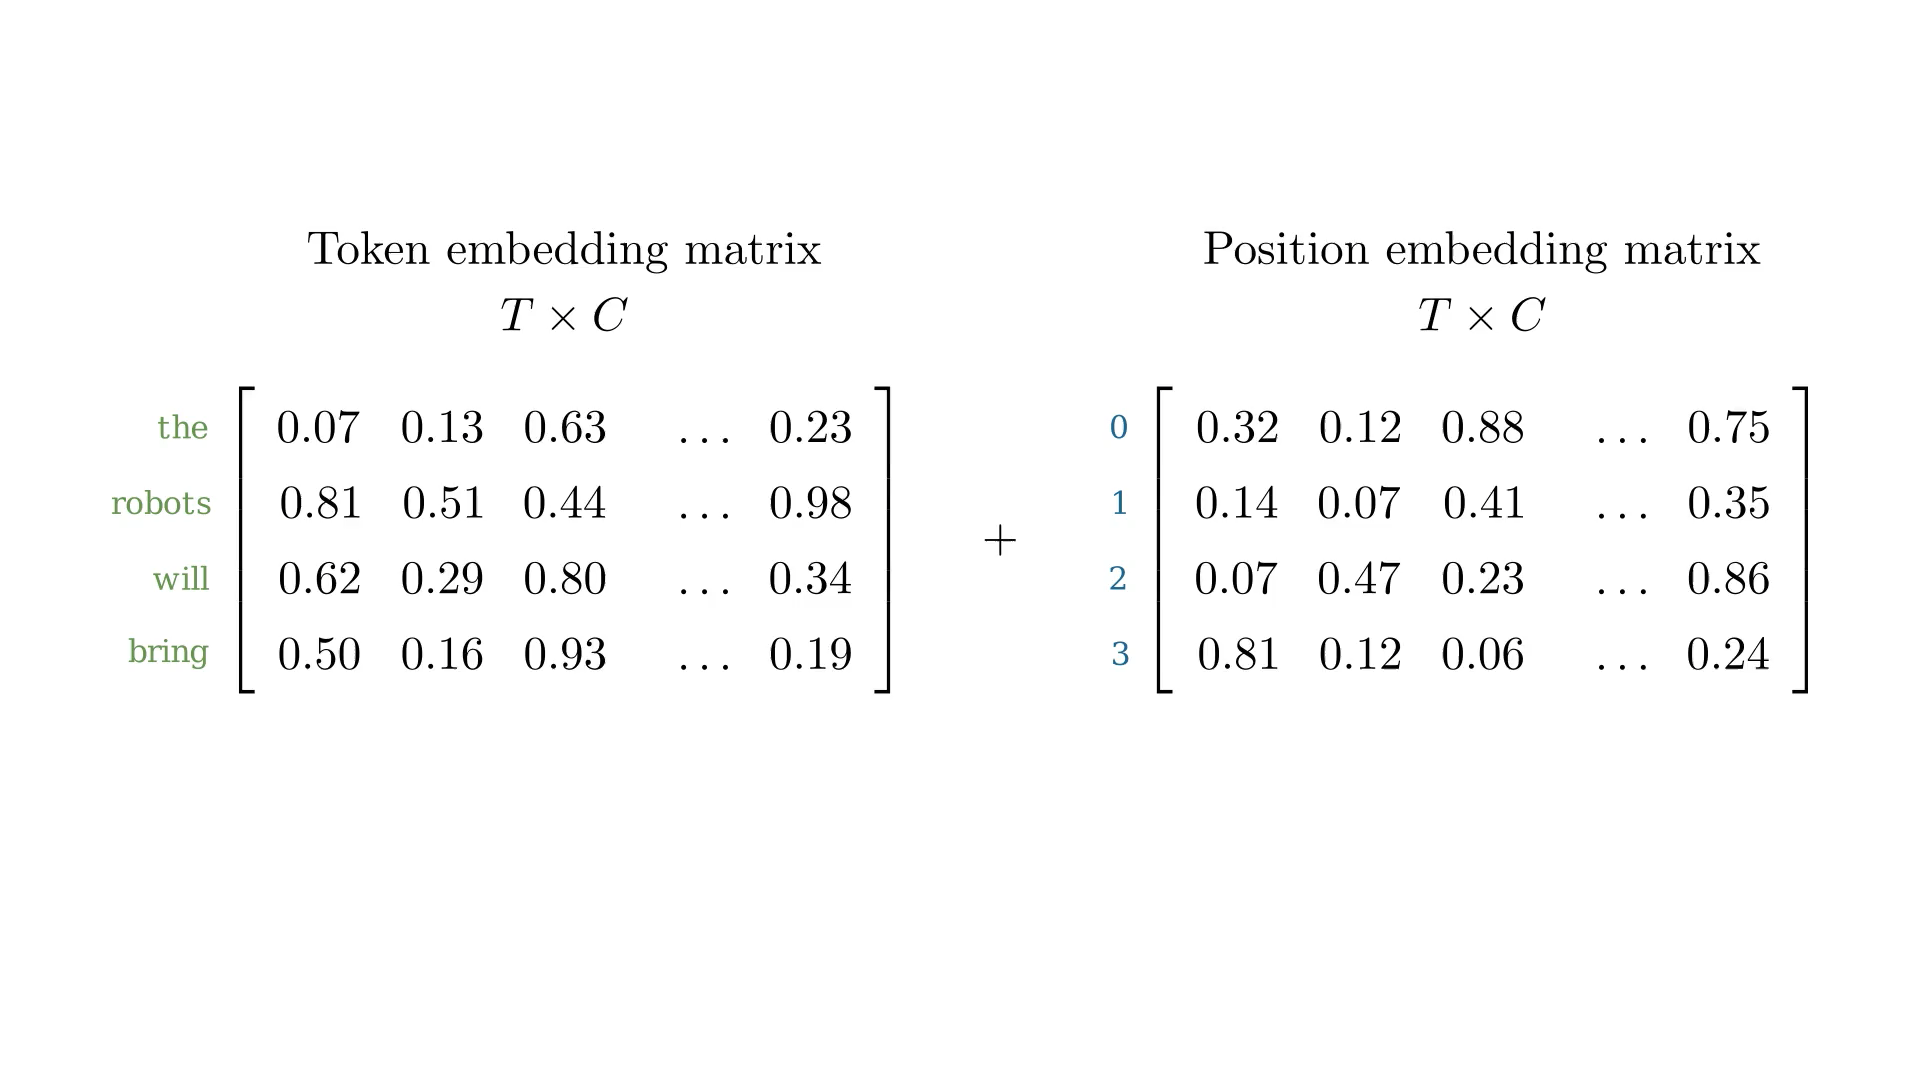 Token embedding matrix
T × C
the 0.07 0.13 0.63 ... 0.23
robots 0.81 0.51 0.44 ... 0.98
will 0.62 0.29 0.80 ... 0.34
bring 0.50 0.16 0.93 ... 0.19
+
Position embedding matrix
T × C
0 0.32 0.12 0.88 ... 0.75
1 0.14 0.07 0.41 ... 0.35
2 0.07 0.47 0.23 ... 0.86
3 0.81 0.12 0.06 ... 0.24